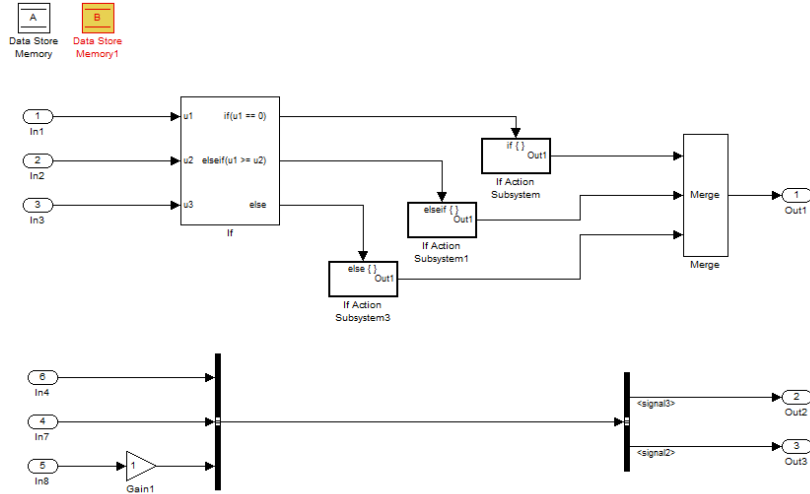 A
B
Data Store
Memory
Data Store
Memory1
1
In1
2
In2
3
In3
u1
if(u1 == 0)
u2
elseif(u1 >= u2)
u3
else
If
if { }
Out1
If Action
Subsystem
elseif { }
Out1
If Action
Subsystem1
else { }
Out1
If Action
Subsystem3
Merge
Merge
1
Out1
6
In4
4
In7
5
In8
1
Gain1
<signal3>
<signal2>
2
Out2
3
Out3